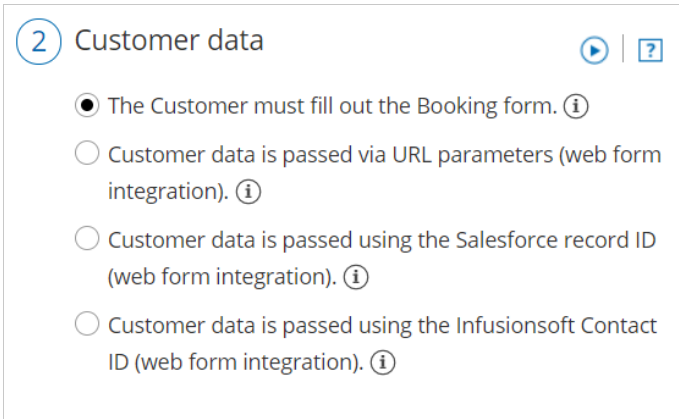 2 Customer data
?
The Customer must fill out the Booking form. i
Customer data is passed via URL parameters (web form
integration). i
Customer data is passed using the Salesforce record ID
(web form integration). i
Customer data is passed using the Infusionsoft Contact
ID (web form integration). i